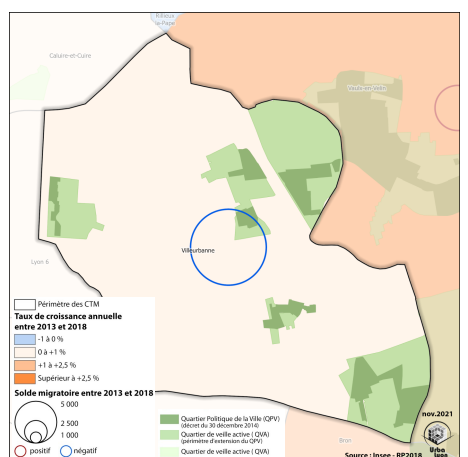 Rillieux
-la-Pape
Caluire-et-Cuire
Vaulx-en-Velin
Villeurbanne
Lyon 6
Bron
Périmètre des CTM
Taux de croissance annuelle
entre 2013 et 2018
-1 à 0 %
0 à +1 %
+1 à +2,5 %
Supérieur à +2,5 %
Solde migratoire entre 2013 et 2018
5 000
2 500
1 000
positif
négatif
Quartier Politique de la Ville (QPV)
(décret du 30 décembre 2014)
Quartier de veille active ( QVA)
(périmètre d'extension du QPV)
Quartier de veille active ( QVA)
nov.2021
Urba
Lyon
Source : Insee - RP2018